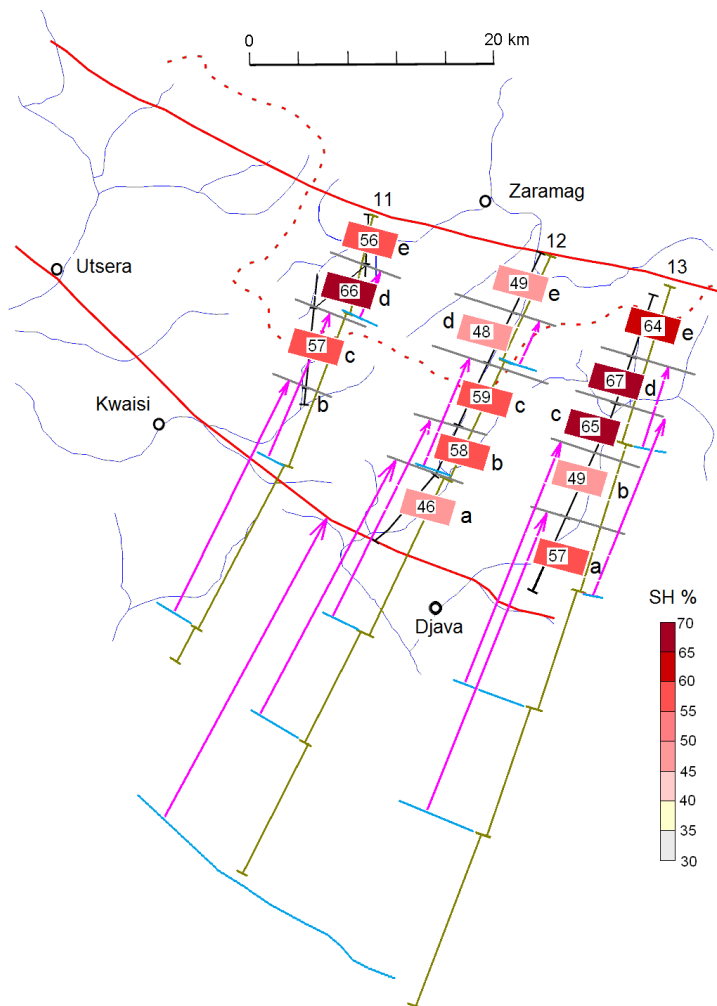 0 20 km
Zaramag
11
56 e
12
Utsera
66 d
49 e
13
d 48
64 e
57 c
67 d
59 c
b
Kwaisi
c 65
58 b
49 b
46 a
57 a
Djava
SH %
70
65
60
55
50
45
40
35
30